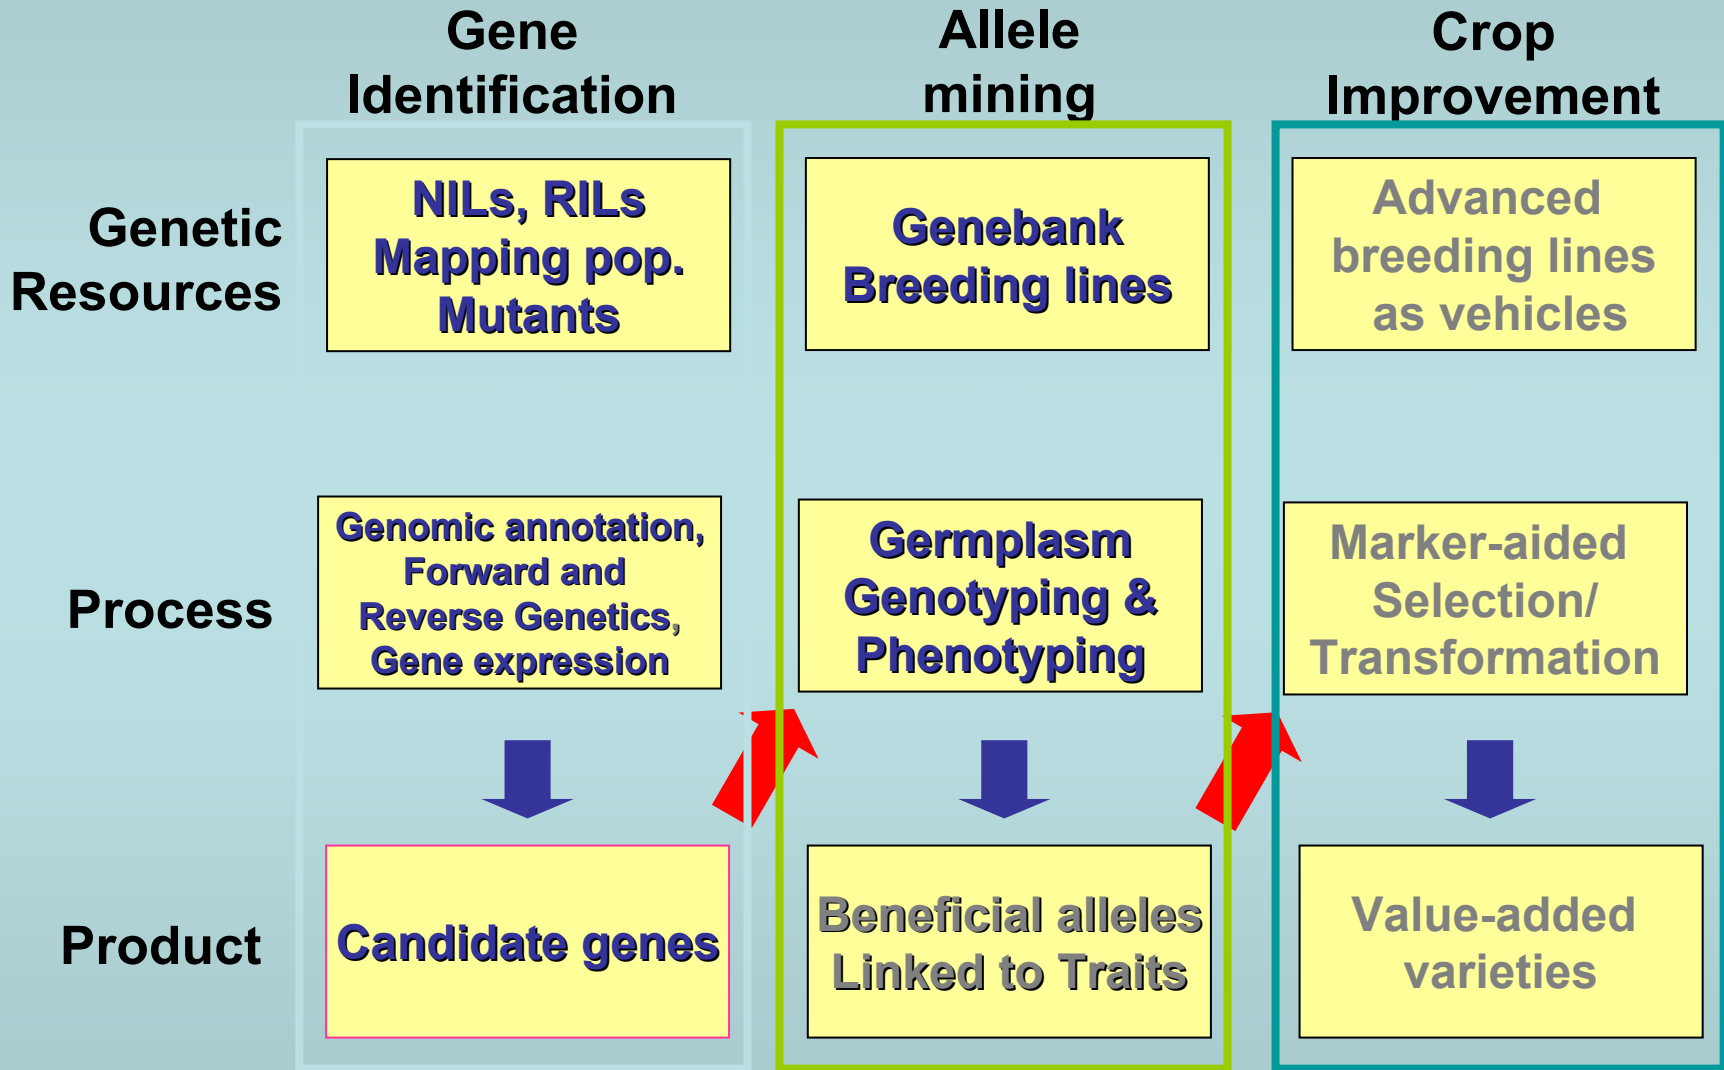 Gene
Identification
Allele
mining
Crop
Improvement
Genetic
Resources
NILs, RILs
Mapping pop.
Mutants
Genebank
Breeding lines
Advanced
breeding lines
as vehicles
Process
Genomic annotation,
Forward and
Reverse Genetics,
Gene expression
Germplasm
Genotyping &
Phenotyping
Marker-aided
Selection/
Transformation
Product
Candidate genes
Beneficial alleles
Linked to Traits
Value-added
varieties